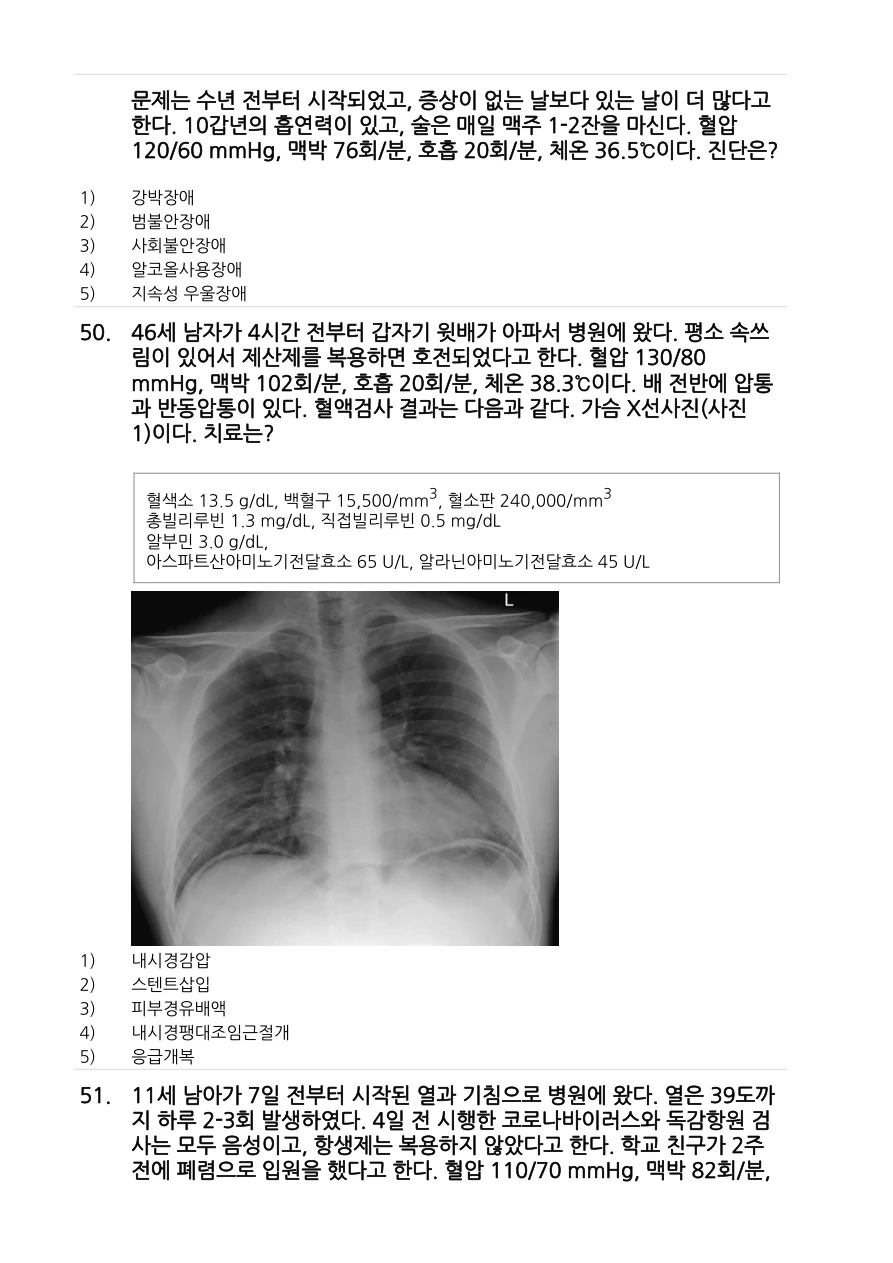 문제는 수년 전부터 시작되었고, 증상이 없는 날보다 있는 날이 더 많다고
한다. 10갑년의 흡연력이 있고, 술은 매일 맥주 1-2잔을 마신다. 혈압
120/60 mmHg, 맥박 76회/분, 호흡 20회/분, 체온 36.5℃이다. 진단은?
1) 강박장애
2) 범불안장애
3) 사회불안장애
4) 알코올사용장애
5) 지속성 우울장애
50. 46세 남자가 4시간 전부터 갑자기 윗배가 아파서 병원에 왔다. 평소 속쓰
림이 있어서 제산제를 복용하면 호전되었다고 한다. 혈압 130/80
mmHg, 맥박 102회/분, 호흡 20회/분, 체온 38.3℃이다. 배 전반에 압통
과 반동압통이 있다. 혈액검사 결과는 다음과 같다. 가슴 X선사진(사진
1)이다. 치료는?
혈색소 13.5 g/dL, 백혈구 15,500/mm³, 혈소판 240,000/mm³
총빌리루빈 1.3 mg/dL, 직접빌리루빈 0.5 mg/dL
알부민 3.0 g/dL,
아스파트산아미노기전달효소 65 U/L, 알라닌아미노기전달효소 45 U/L
L
1) 내시경감압
2) 스텐트삽입
3) 피부경유배액
4) 내시경팽대조임근절개
5) 응급개복
51. 11세 남아가 7일 전부터 시작된 열과 기침으로 병원에 왔다. 열은 39도까
지 하루 2-3회 발생하였다. 4일 전 시행한 코로나바이러스와 독감항원 검
사는 모두 음성이고, 항생제는 복용하지 않았다고 한다. 학교 친구가 2주
전에 폐렴으로 입원을 했다고 한다. 혈압 110/70 mmHg, 맥박 82회/분,